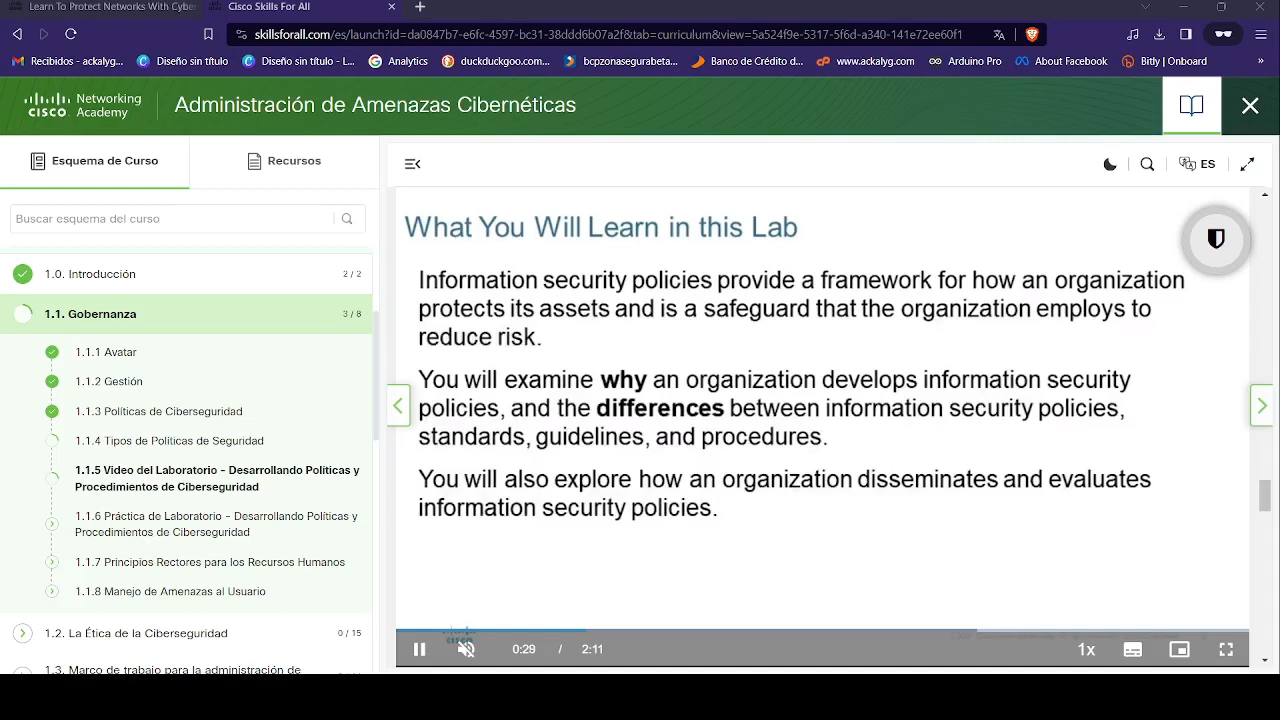 Learn To Protect Networks With Cyber
Cisco Skills For All
skillsforall.com/es/launch?id=da0847b7-e6fc-4597-bc31-38ddd6b07a2f&tab=curriculum&view=5a524f9e-5317-5f6d-a340-141e72ee60f1
Recibidos - ackalyg...
Diseño sin título
Diseño sin título - L...
Analytics
duckduckgoo.com...
bcpzonasegurabeta...
Banco de Crédito d...
www.ackalyg.com
Arduino Pro
About Facebook
Bitly | Onboard
»
CISCO Networking Academy
Administración de Amenazas Cibernéticas
Esquema de Curso
Recursos
Buscar esquema del curso
1.0. Introducción 2 / 2
1.1. Gobernanza 3 / 8
1.1.1 Avatar
1.1.2 Gestión
1.1.3 Políticas de Ciberseguridad
1.1.4 Tipos de Políticas de Seguridad
1.1.5 Video del Laboratorio - Desarrollando Políticas y
Procedimientos de Ciberseguridad
1.1.6 Práctica de Laboratorio - Desarrollando Políticas y
Procedimientos de Ciberseguridad
1.1.7 Principios Rectores para los Recursos Humanos
1.1.8 Manejo de Amenazas al Usuario
1.2. La Ética de la Ciberseguridad 0 / 15
1.3. Marco de trabajo para la administración de
ES
What You Will Learn in this Lab
Information security policies provide a framework for how an organization
protects its assets and is a safeguard that the organization employs to
reduce risk.
You will examine why an organization develops information security
policies, and the differences between information security policies,
standards, guidelines, and procedures.
You will also explore how an organization disseminates and evaluates
information security policies.
CISCO
0:29 / 2:11
1x